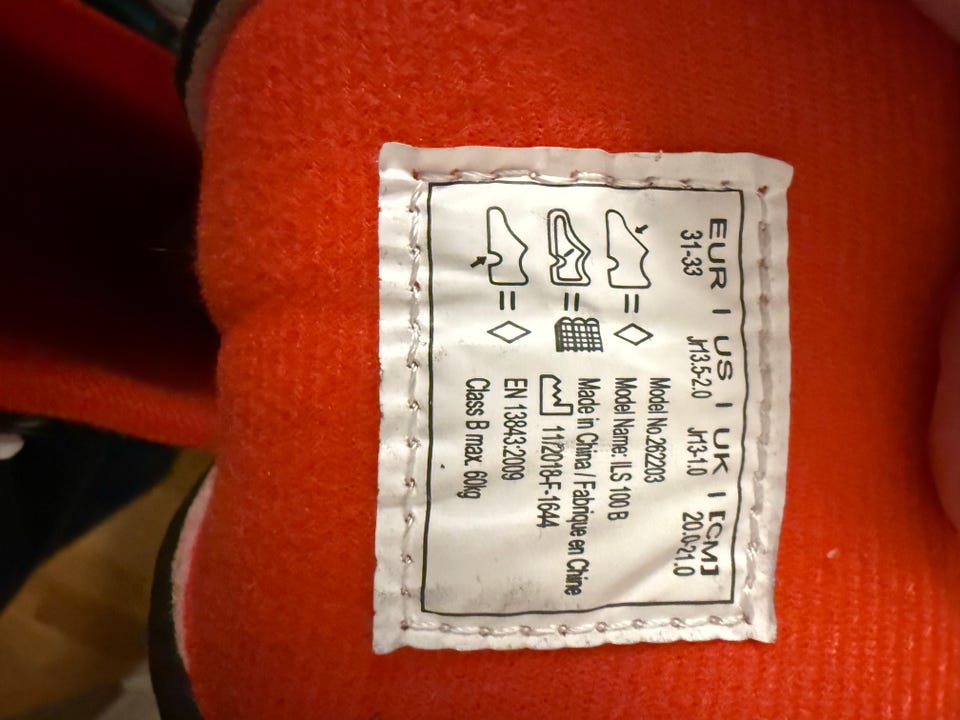 EUR | US | UK | [CM]
31-33 Jr13.5-2.0 Jr13-1.0 20.0-21.0
Model No.262203
Model Name: ILS 100 B
Made in China / Fabrique en Chine
11/2018-F-1644
EN 13843:2009
Class B max. 60kg